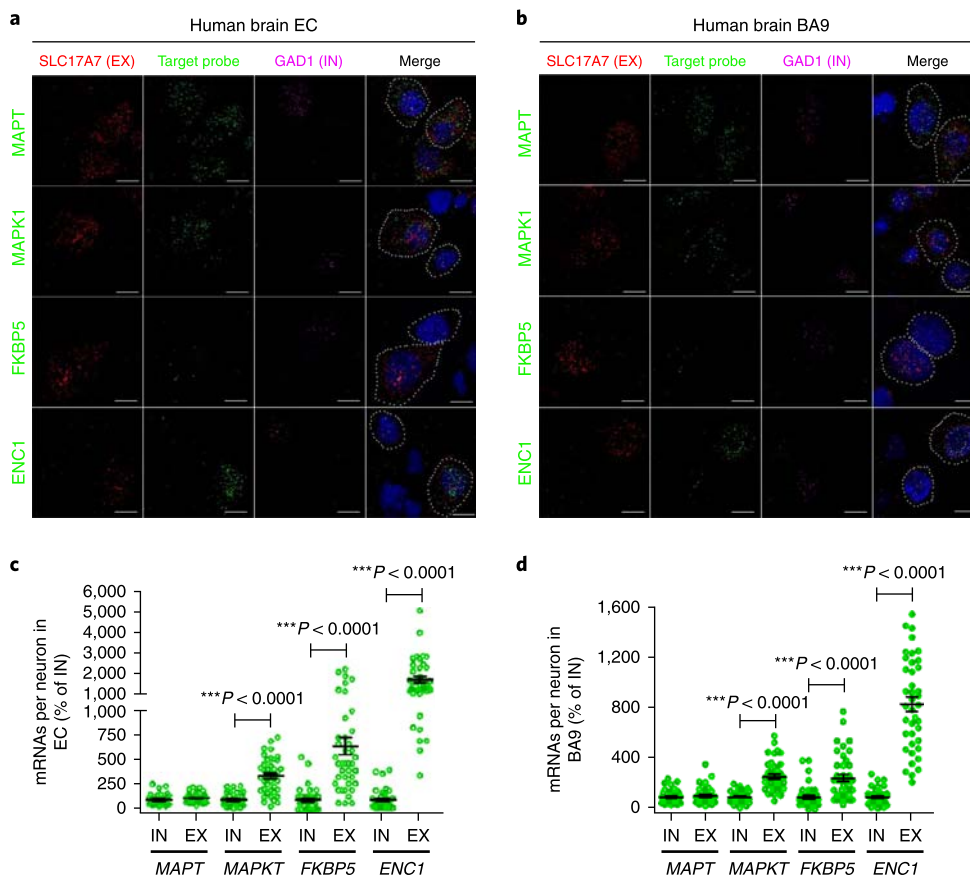 a
Human brain EC
SLC17A7 (EX) Target probe GAD1 (IN) Merge
MAPT
MAPK1
FKBP5
ENC1
b
Human brain BA9
SLC17A7 (EX) Target probe GAD1 (IN) Merge
MAPT
MAPK1
FKBP5
ENC1
c
mRNAs per neuron in
EC (% of IN)
6,000
5,000
4,000
3,000
2,000
1,000
1,000
750
500
250
0
***P < 0.0001
***P < 0.0001
***P < 0.0001
IN EX IN EX IN EX IN EX
MAPT MAPKT FKBP5 ENC1
d
mRNAs per neuron in
BA9 (% of IN)
1,600
1,200
800
400
0
***P < 0.0001
***P < 0.0001
***P < 0.0001
IN EX IN EX IN EX IN EX
MAPT MAPKT FKBP5 ENC1